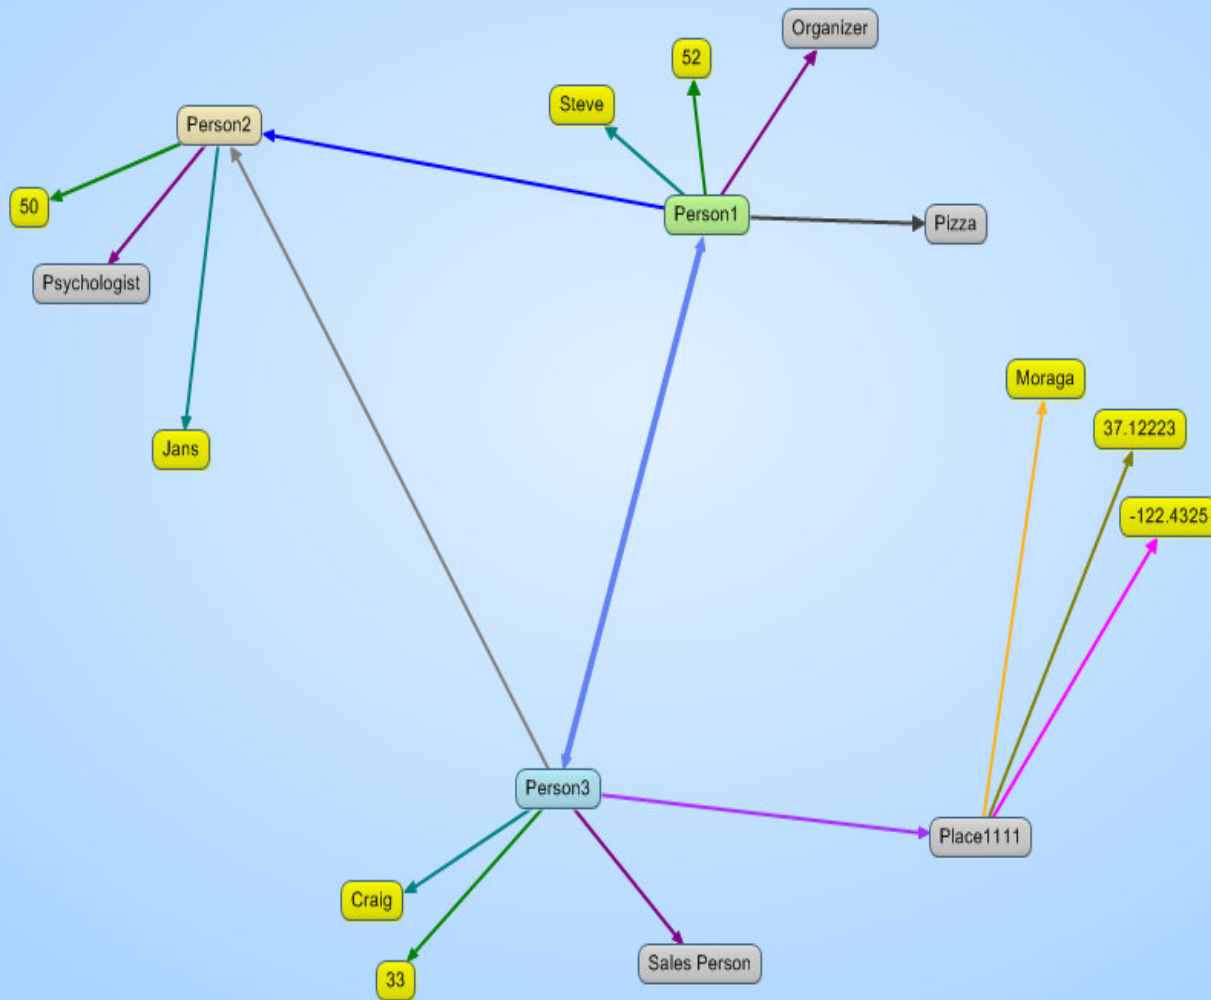 Organizer
52
Steve
Person2
50
Person1
Pizza
Psychologist
Moraga
37.12223
Jans
-122.4325
Person3
Place1111
Craig
Sales Person
33